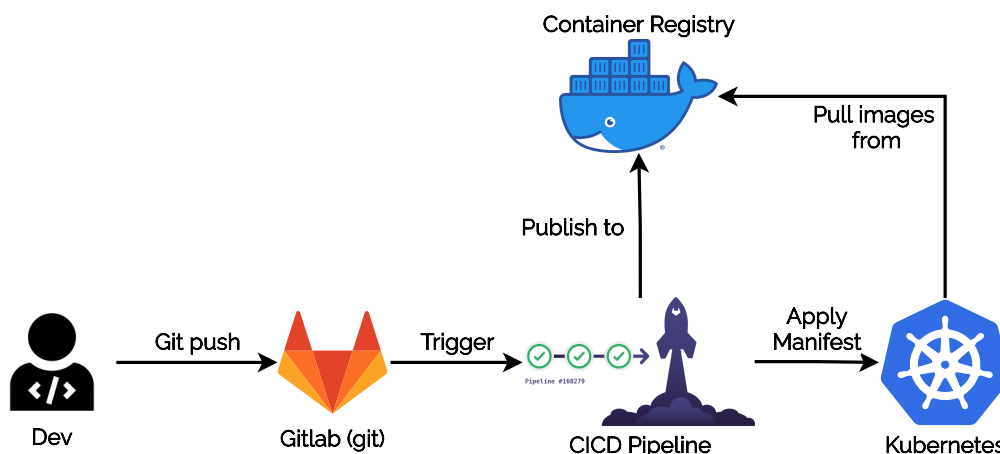 Container Registry
Pull images
from
Publish to
Git push
Trigger
Apply
Manifest
Pipeline #168279
</>
Dev
Gitlab (git)
CICD Pipeline
Kubernetes